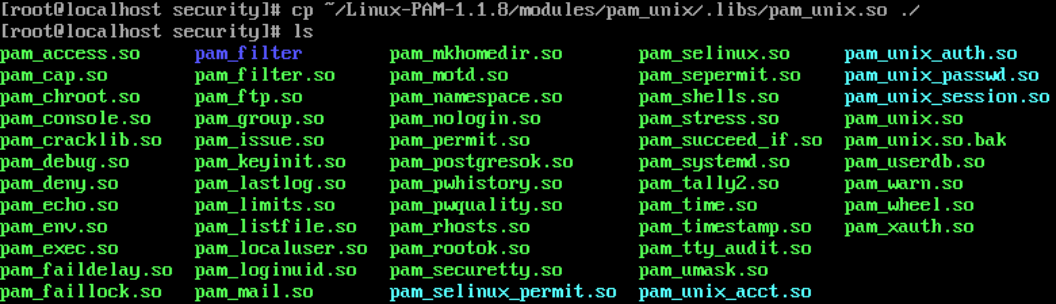 [root@localhost security]# cp ~/Linux-PAM-1.1.8/modules/pam_unix/.libs/pam_unix.so ./
[root@localhost security]# ls
pam_access.so pam_filter pam_mkhomedir.so pam_selinux.so pam_unix_auth.so
pam_cap.so pam_filter.so pam_motd.so pam_sepermit.so pam_unix_passwd.so
pam_chroot.so pam_ftp.so pam_namespace.so pam_shells.so pam_unix_session.so
pam_console.so pam_group.so pam_nologin.so pam_stress.so pam_unix.so
pam_cracklib.so pam_issue.so pam_permit.so pam_succeed_if.so pam_unix.so.bak
pam_debug.so pam_keyinit.so pam_postgresok.so pam_systemd.so pam_userdb.so
pam_deny.so pam_lastlog.so pam_pwhistory.so pam_tally2.so pam_warn.so
pam_echo.so pam_limits.so pam_pwquality.so pam_time.so pam_wheel.so
pam_env.so pam_listfile.so pam_rhosts.so pam_timestamp.so pam_xauth.so
pam_exec.so pam_localuser.so pam_rootok.so pam_tty_audit.so
pam_faildelay.so pam_loginuid.so pam_securetty.so pam_umask.so
pam_faillock.so pam_mail.so pam_selinux_permit.so pam_unix_acct.so